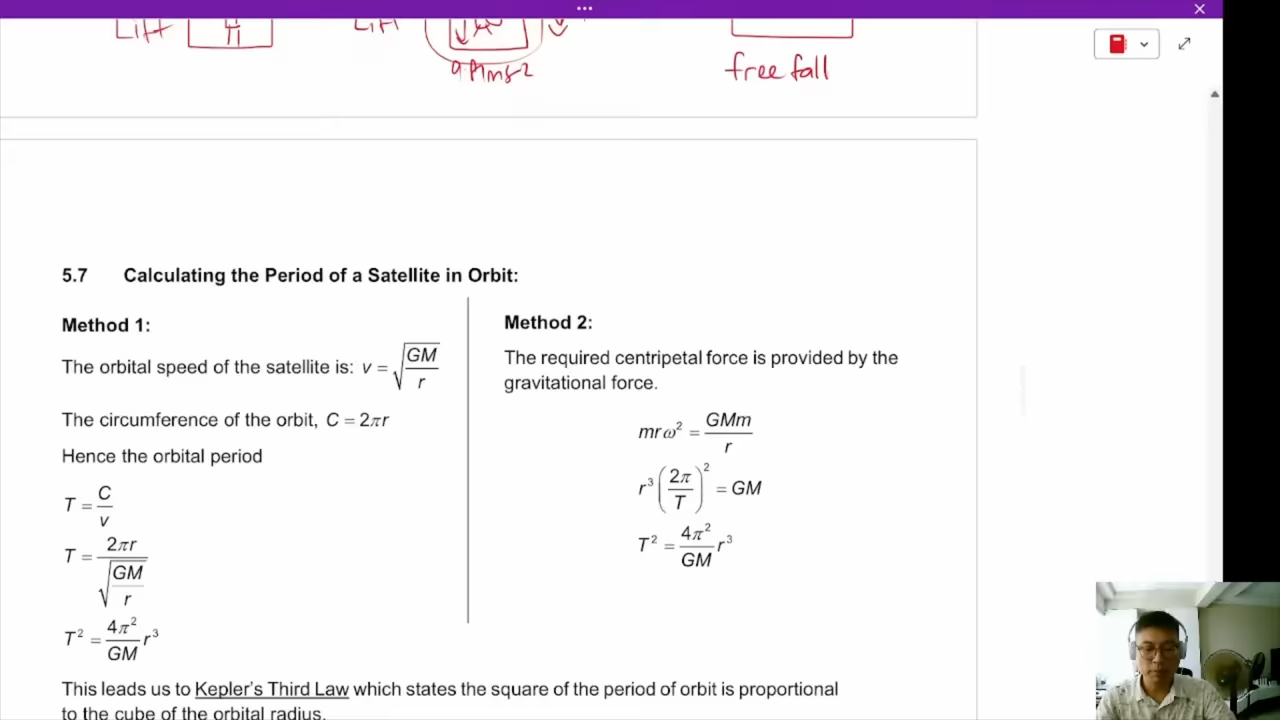 Lift
free fall
5.7 Calculating the Period of a Satellite in Orbit:
Method 1:
The orbital speed of the satellite is: v = √(GM/r)
The circumference of the orbit, C = 2πr
Hence the orbital period
T = C/v
T = 2πr/√(GM/r)
T² = 4π²/GM r³
Method 2:
The required centripetal force is provided by the
gravitational force.
mrω² = GMm/r
r³(2π/T)² = GM
T² = 4π²/GM r³
This leads us to Kepler's Third Law which states the square of the period of orbit is proportional
to the cube of the orbital radius.